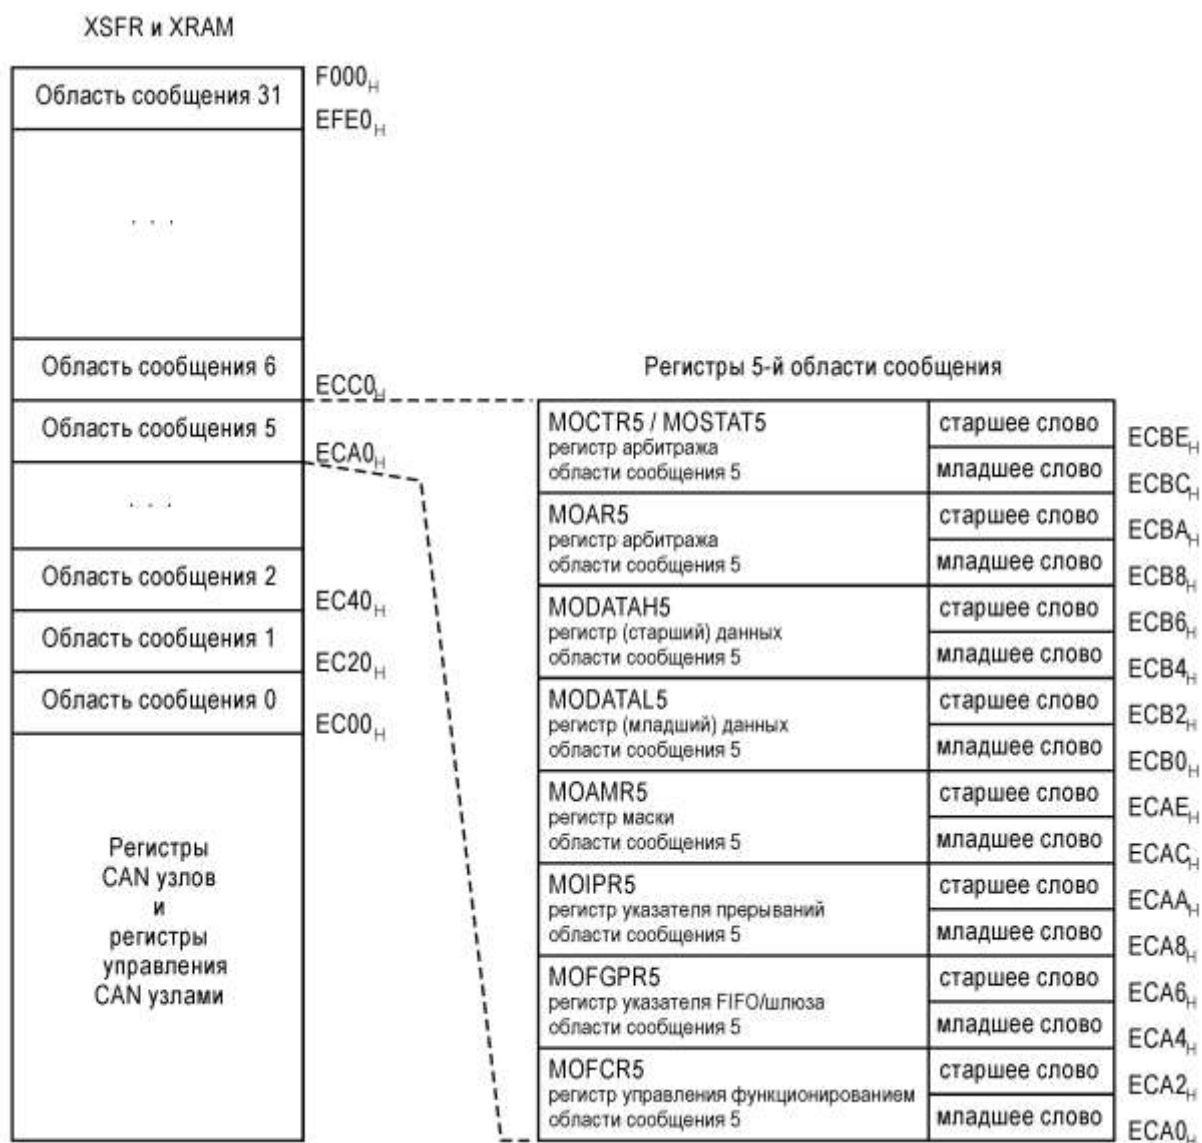 XSFR и XRAM
Область сообщения 31
F000H
EFE0H
. . .
Область сообщения 6
ECC0H
Область сообщения 5
ECA0H
. . .
Область сообщения 2
EC40H
Область сообщения 1
EC20H
Область сообщения 0
EC00H
Регистры
CAN узлов
и
регистры
управления
CAN узлами
Регистры 5-й области сообщения
MOCTR5 / MOSTAT5
регистр арбитража
области сообщения 5
старшее слово
ECBEH
младшее слово
ECBCH
MOAR5
регистр арбитража
области сообщения 5
старшее слово
ECBAH
младшее слово
ECB8H
MODATAH5
регистр (старший) данных
области сообщения 5
старшее слово
ECB6H
младшее слово
ECB4H
MODATAL5
регистр (младший) данных
области сообщения 5
старшее слово
ECB2H
младшее слово
ECB0H
MOAMR5
регистр маски
области сообщения 5
старшее слово
ECAEH
младшее слово
ECACH
MOIPR5
регистр указателя прерываний
области сообщения 5
старшее слово
ECAAH
младшее слово
ECA8H
MOFGPR5
регистр указателя FIFO/шлюза
области сообщения 5
старшее слово
ECA6H
младшее слово
ECA4H
MOFCR5
регистр управления функционированием
области сообщения 5
старшее слово
ECA2H
младшее слово
ECA0H